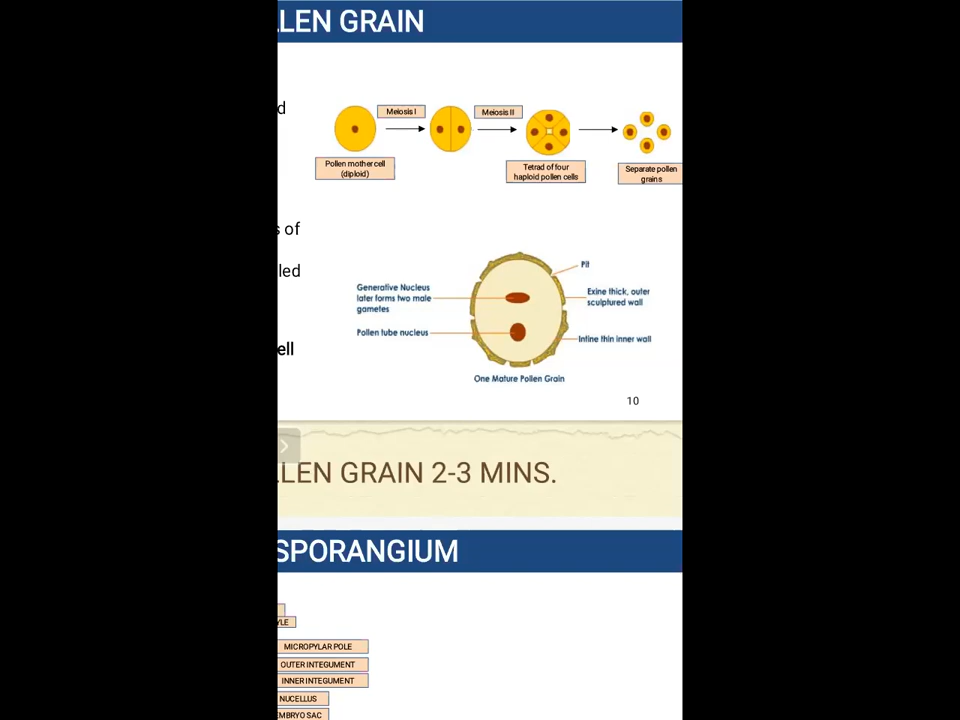 LLEN GRAIN
d
Meiosis I
Meiosis II
Pollen mother cell
(diploid)
Tetrad of four
haploid pollen cells
Separate pollen
grains
s of
led
ell
Generative Nucleus
later forms two male
gametes
Pollen tube nucleus
Pit
Exine thick, outer
sculptured wall
Intine thin inner wall
One Mature Pollen Grain
10
LLEN GRAIN 2-3 MINS.
SPORANGIUM
YLE
MICROPYLAR POLE
OUTER INTEGUMENT
INNER INTEGUMENT
NUCELLUS
EMBRYO SAC